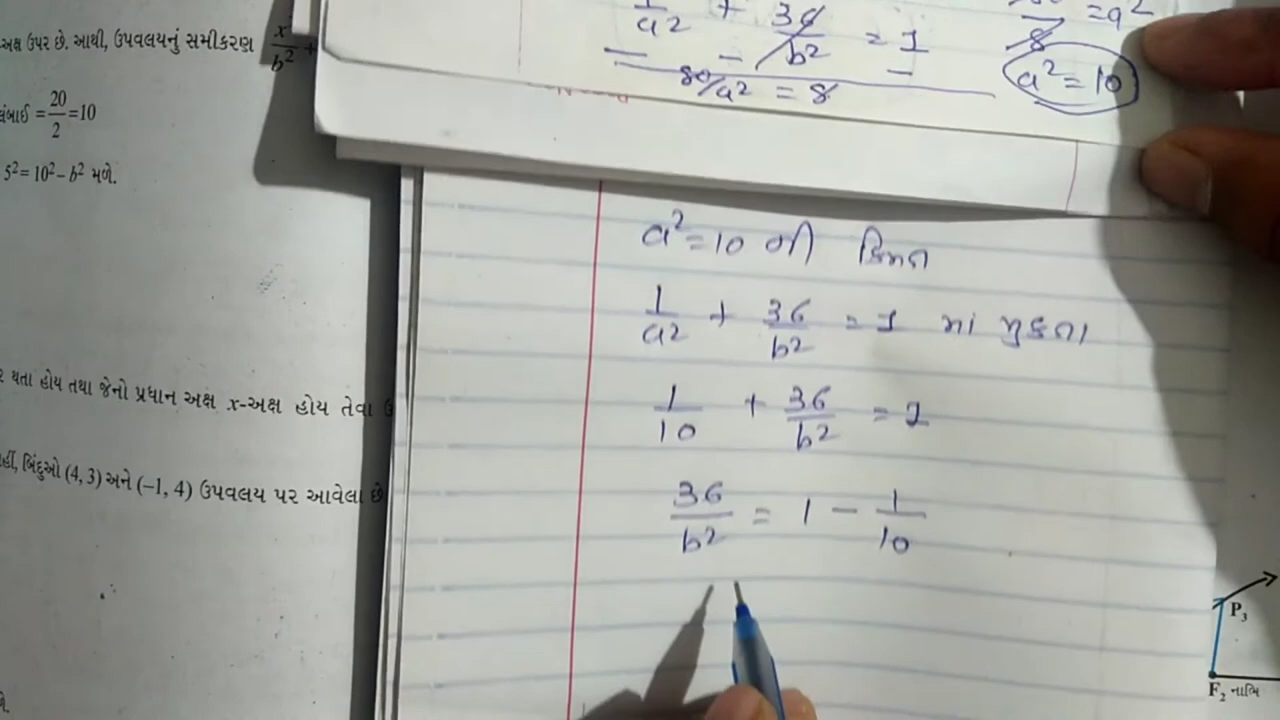 અક્ષ ઉપર છે. આથી, ઉપવલયનું સમીકરણ x/b² +
લંબાઈ = 20/2 = 10
5² = 10² – b² મળે.
થતા હોય તથા જેનો પ્રધાન અક્ષ x-અક્ષ હોય તેવા
બિંદુઓ (4, 3) અને (–1, 4) ઉપવલય પર આવેલા છે
1/a² + 36/b² = 1
80/a² = 8
= a²
a² = 10
a² = 10 ની કિંમત
1/a² + 36/b² = 1 માં મુકતા
1/10 + 36/b² = 1
36/b² = 1 – 1/10
P₃
F₂ નાભિ